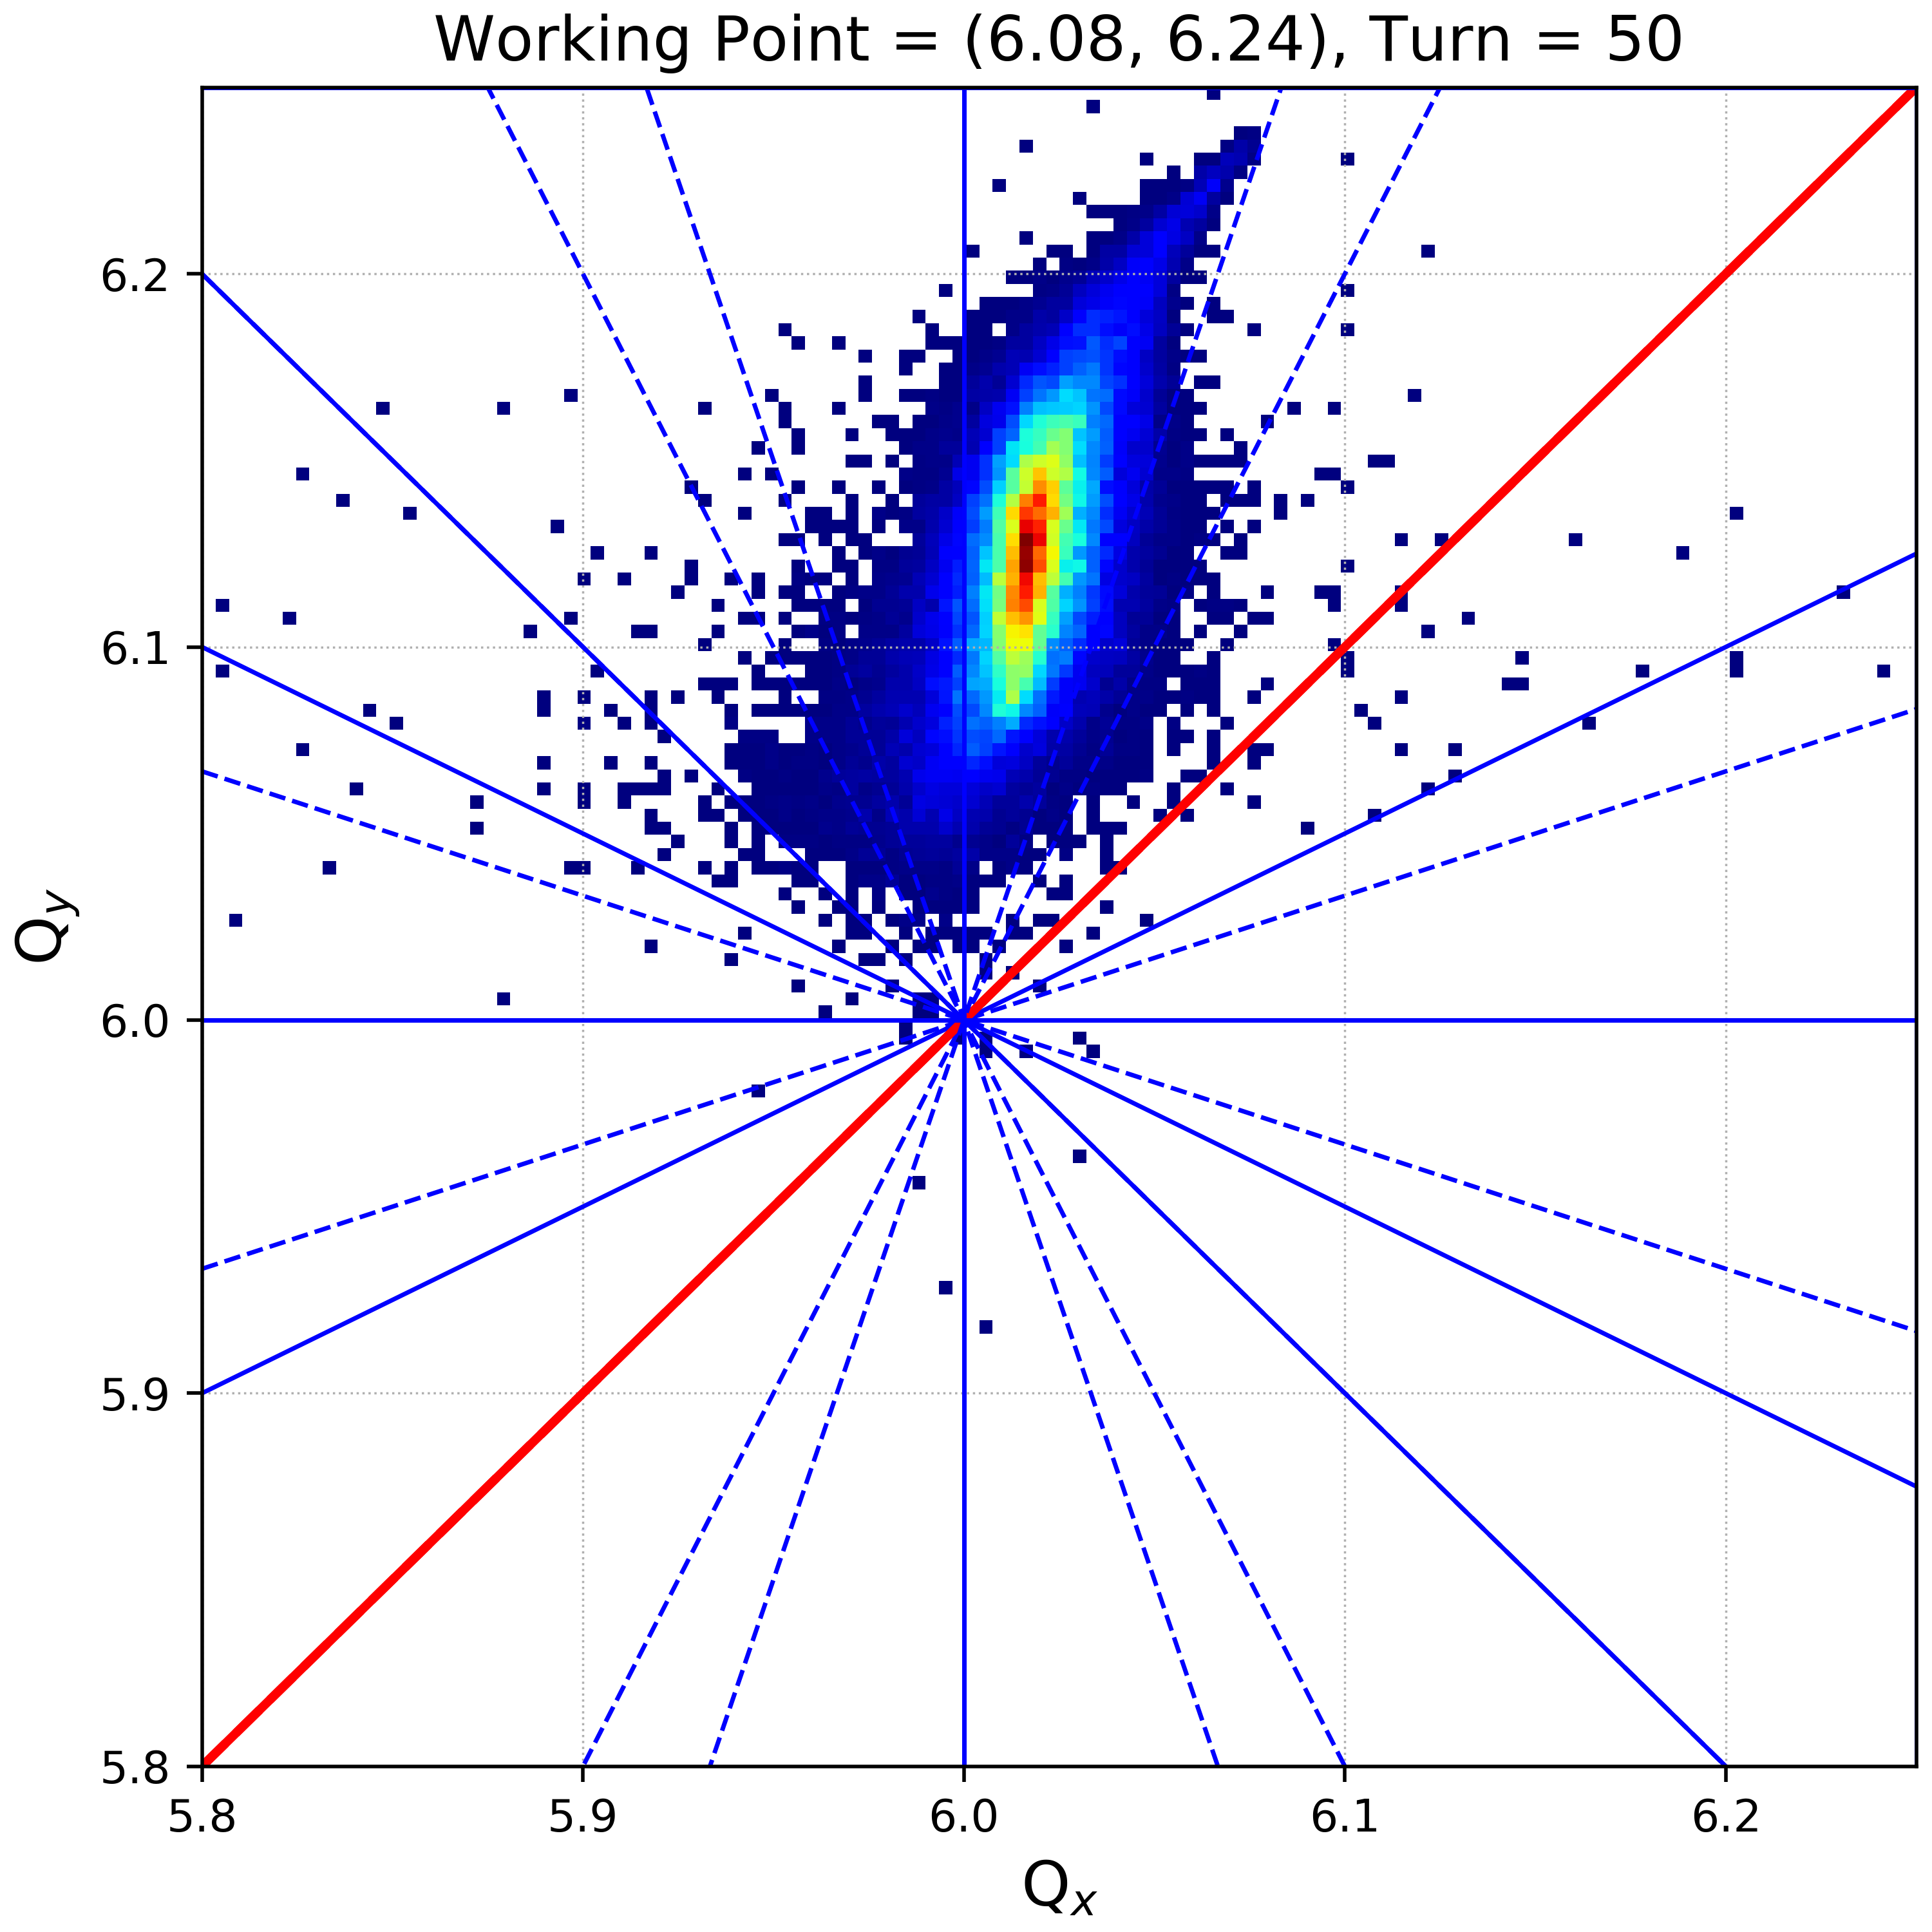 Working Point = (6.08, 6.24), Turn = 50
6.2
6.1
6.0
5.9
5.8
Qy
5.8 5.9 6.0 6.1 6.2
Qx